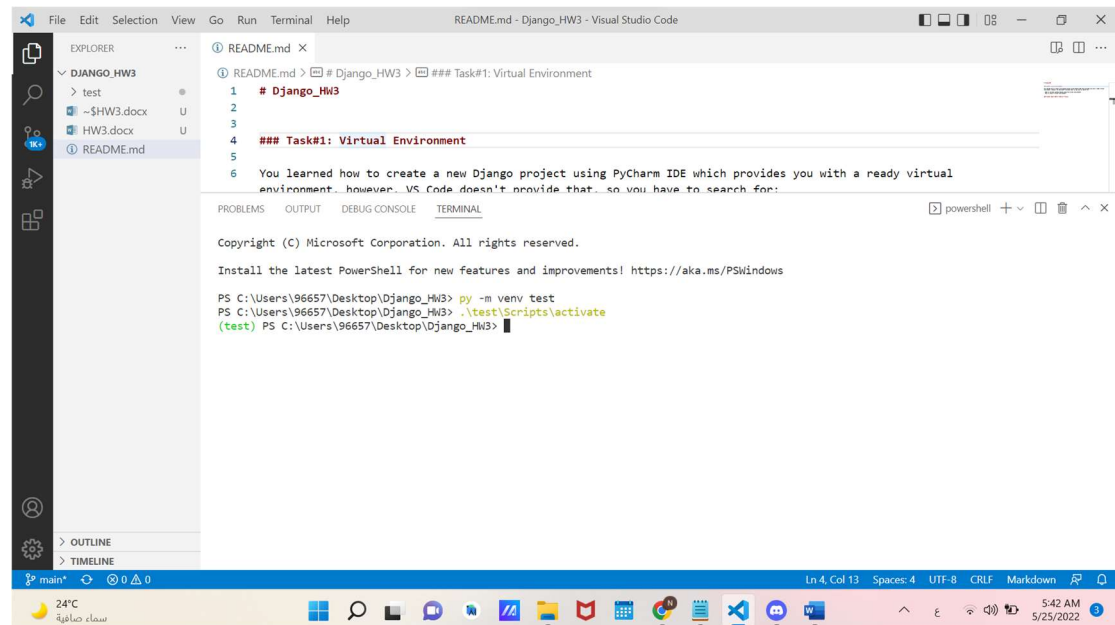 File Edit Selection View Go Run Terminal Help README.md - Django_HW3 - Visual Studio Code
EXPLORER
README.md
DJANGO_HW3
README.md > # Django_HW3 > ### Task#1: Virtual Environment
test
~$HW3.docx U
HW3.docx U
README.md
1K+
1 # Django_HW3
2
3
4 ### Task#1: Virtual Environment
5
6 You learned how to create a new Django project using PyCharm IDE which provides you with a ready virtual
environment, however, VS Code doesn't provide that, so you have to search for:
PROBLEMS OUTPUT DEBUG CONSOLE TERMINAL powershell
Copyright (C) Microsoft Corporation. All rights reserved.
Install the latest PowerShell for new features and improvements! https://aka.ms/PSWindows
PS C:\Users\96657\Desktop\Django_HW3> py -m venv test
PS C:\Users\96657\Desktop\Django_HW3> .\test\Scripts\activate
(test) PS C:\Users\96657\Desktop\Django_HW3>
OUTLINE
TIMELINE
main* 0 0 Ln 4, Col 13 Spaces: 4 UTF-8 CRLF Markdown
24°C
سماء صافية
N
W
ع
5:42 AM
5/25/2022
3